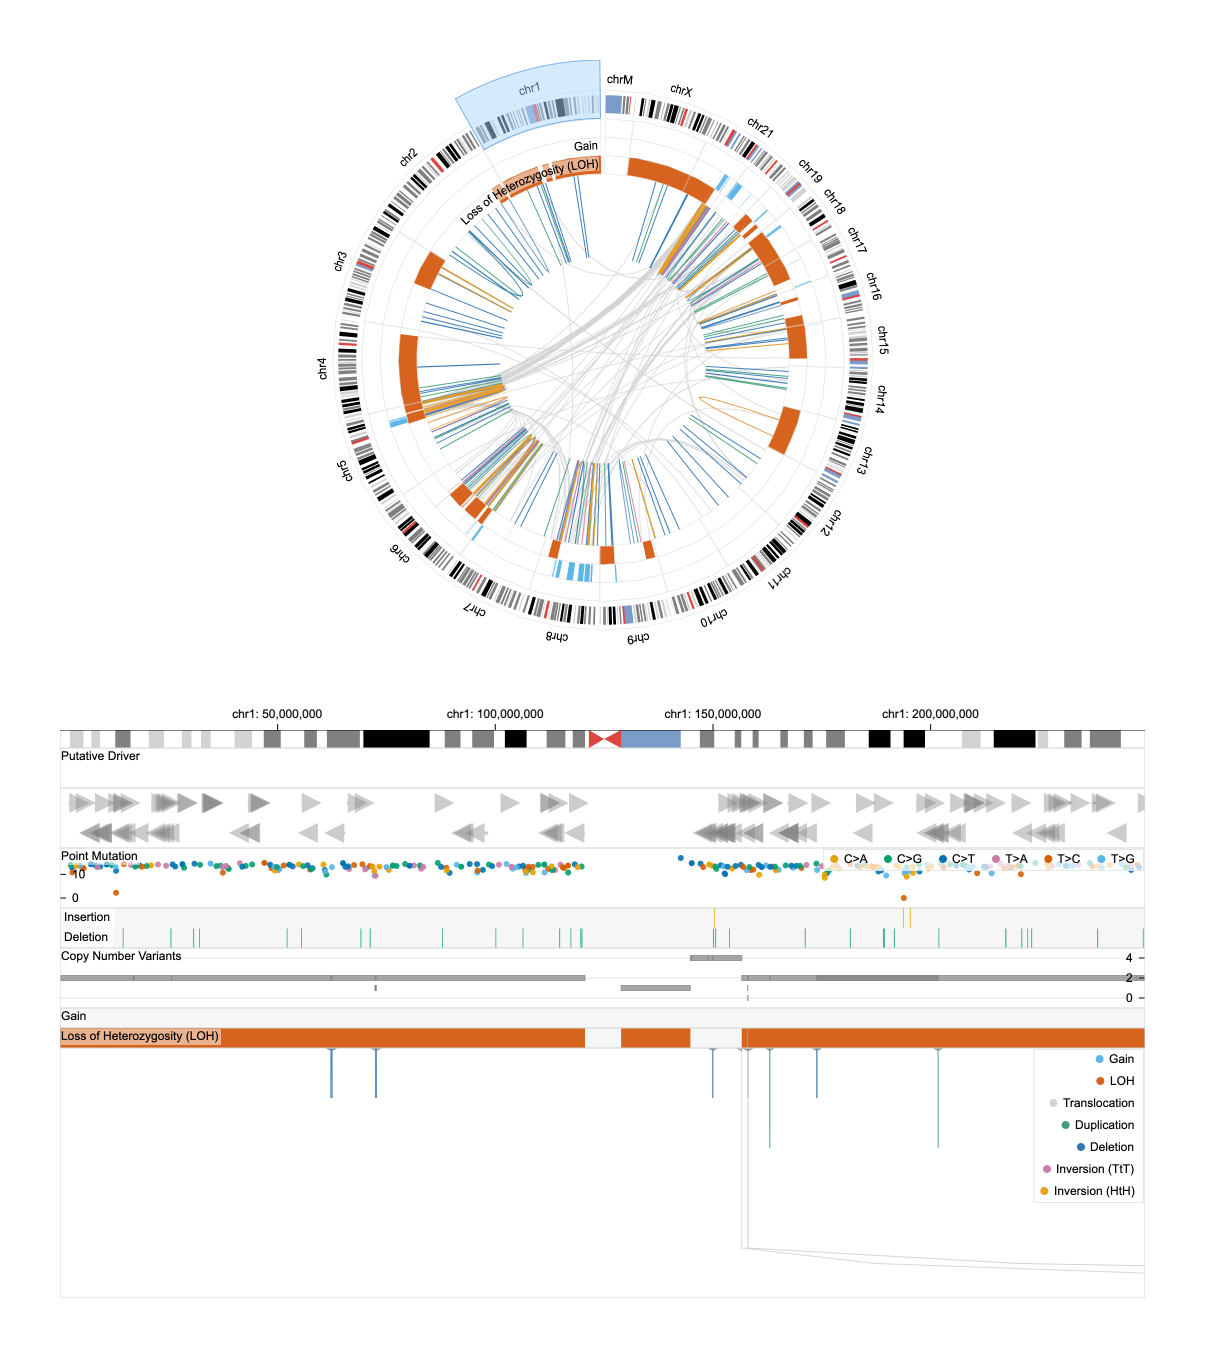 chrM
chrX
chr1
chr21
Gain
chr2
Loss of Heterozygosity (LOH)
chr19
chr18
chr17
chr3
chr16
chr15
chr4
chr14
chr13
chr5
chr12
chr6
chr11
chr7
chr10
chr8
chr9
chr1: 50,000,000 chr1: 100,000,000 chr1: 150,000,000 chr1: 200,000,000
Putative Driver
Point Mutation
C>A C>G C>T T>A T>C T>G
10
0
Insertion
Deletion
Copy Number Variants
4
2
0
Gain
Loss of Heterozygosity (LOH)
Gain
LOH
Translocation
Duplication
Deletion
Inversion (TtT)
Inversion (HtH)